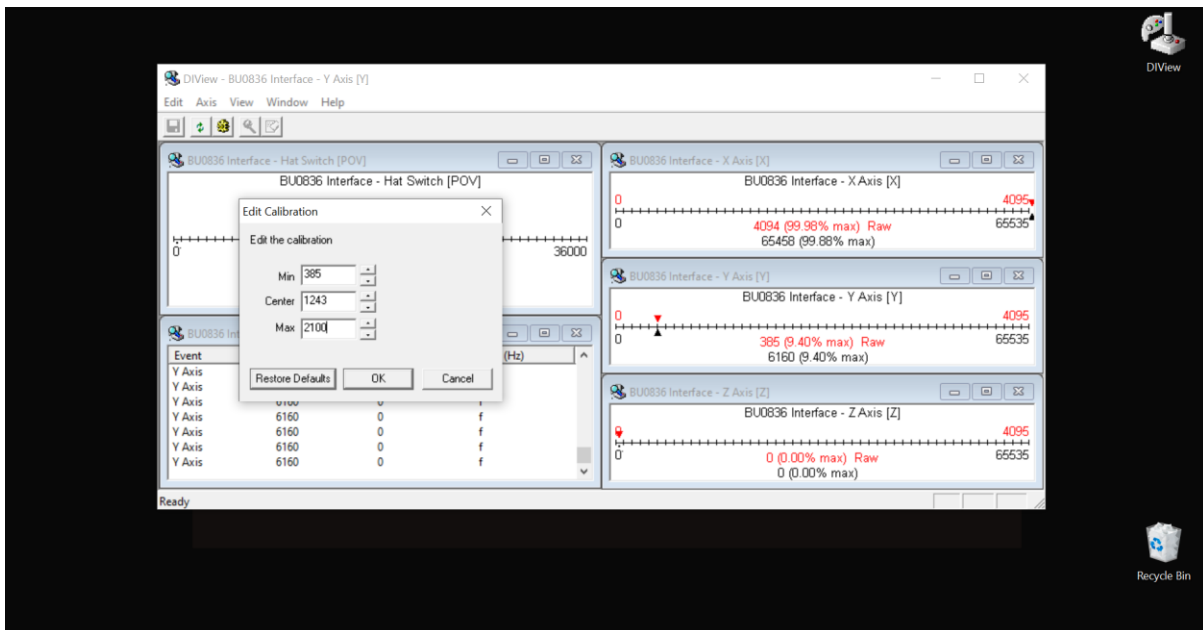 DIView
DIView - BU0836 Interface - Y Axis [Y]
Edit Axis View Window Help
BU0836 Interface - Hat Switch [POV]
BU0836 Interface - Hat Switch [POV]
0
36000
Edit Calibration
Edit the calibration
Min 385
Center 1243
Max 2100
Restore Defaults OK Cancel
BU0836 Int
(Hz)
Event
Y Axis
Y Axis
Y Axis 6160 0 f
Y Axis 6160 0 f
Y Axis 6160 0 f
Y Axis 6160 0 f
Y Axis 6160 0 f
BU0836 Interface - X Axis [X]
BU0836 Interface - X Axis [X]
0 4095
0 65535
4094 (99.98% max) Raw
65458 (99.88% max)
BU0836 Interface - Y Axis [Y]
BU0836 Interface - Y Axis [Y]
0 4095
0 65535
385 (9.40% max) Raw
6160 (9.40% max)
BU0836 Interface - Z Axis [Z]
BU0836 Interface - Z Axis [Z]
0 4095
0 65535
0 (0.00% max) Raw
0 (0.00% max)
Ready
Recycle Bin